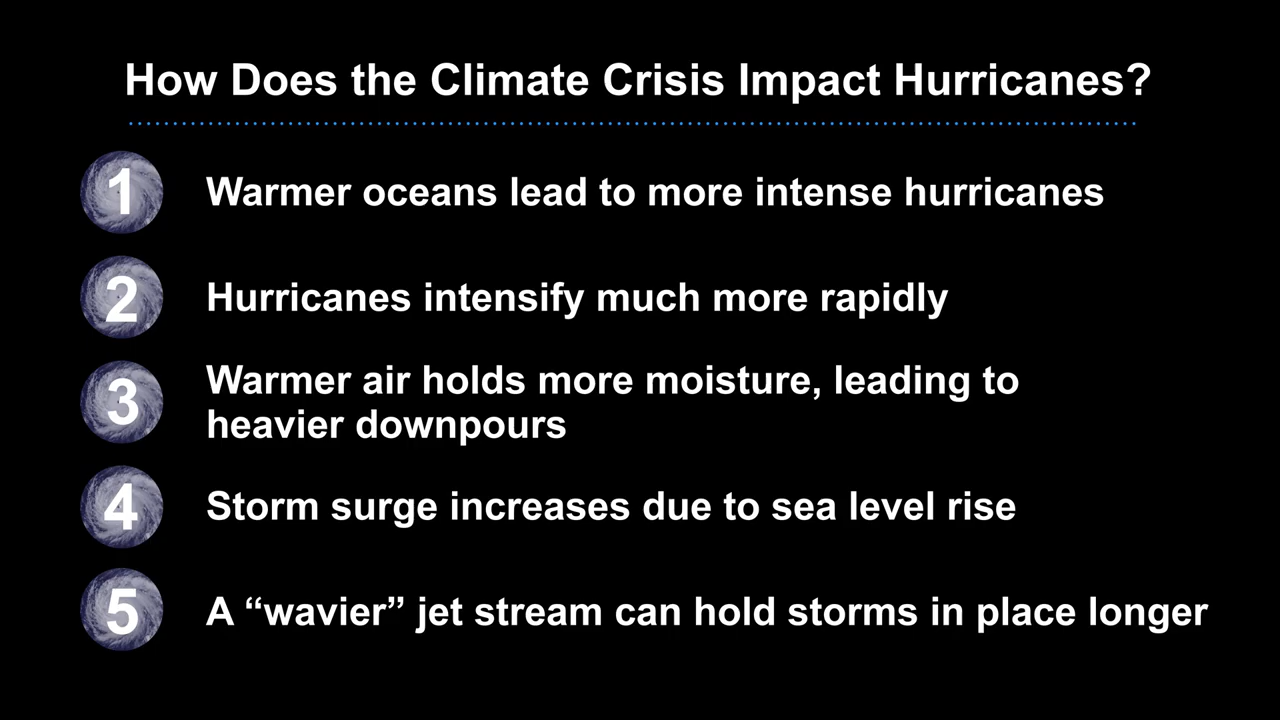 How Does the Climate Crisis Impact Hurricanes?
1 Warmer oceans lead to more intense hurricanes
2 Hurricanes intensify much more rapidly
3 Warmer air holds more moisture, leading to
heavier downpours
4 Storm surge increases due to sea level rise
5 A “wavier” jet stream can hold storms in place longer